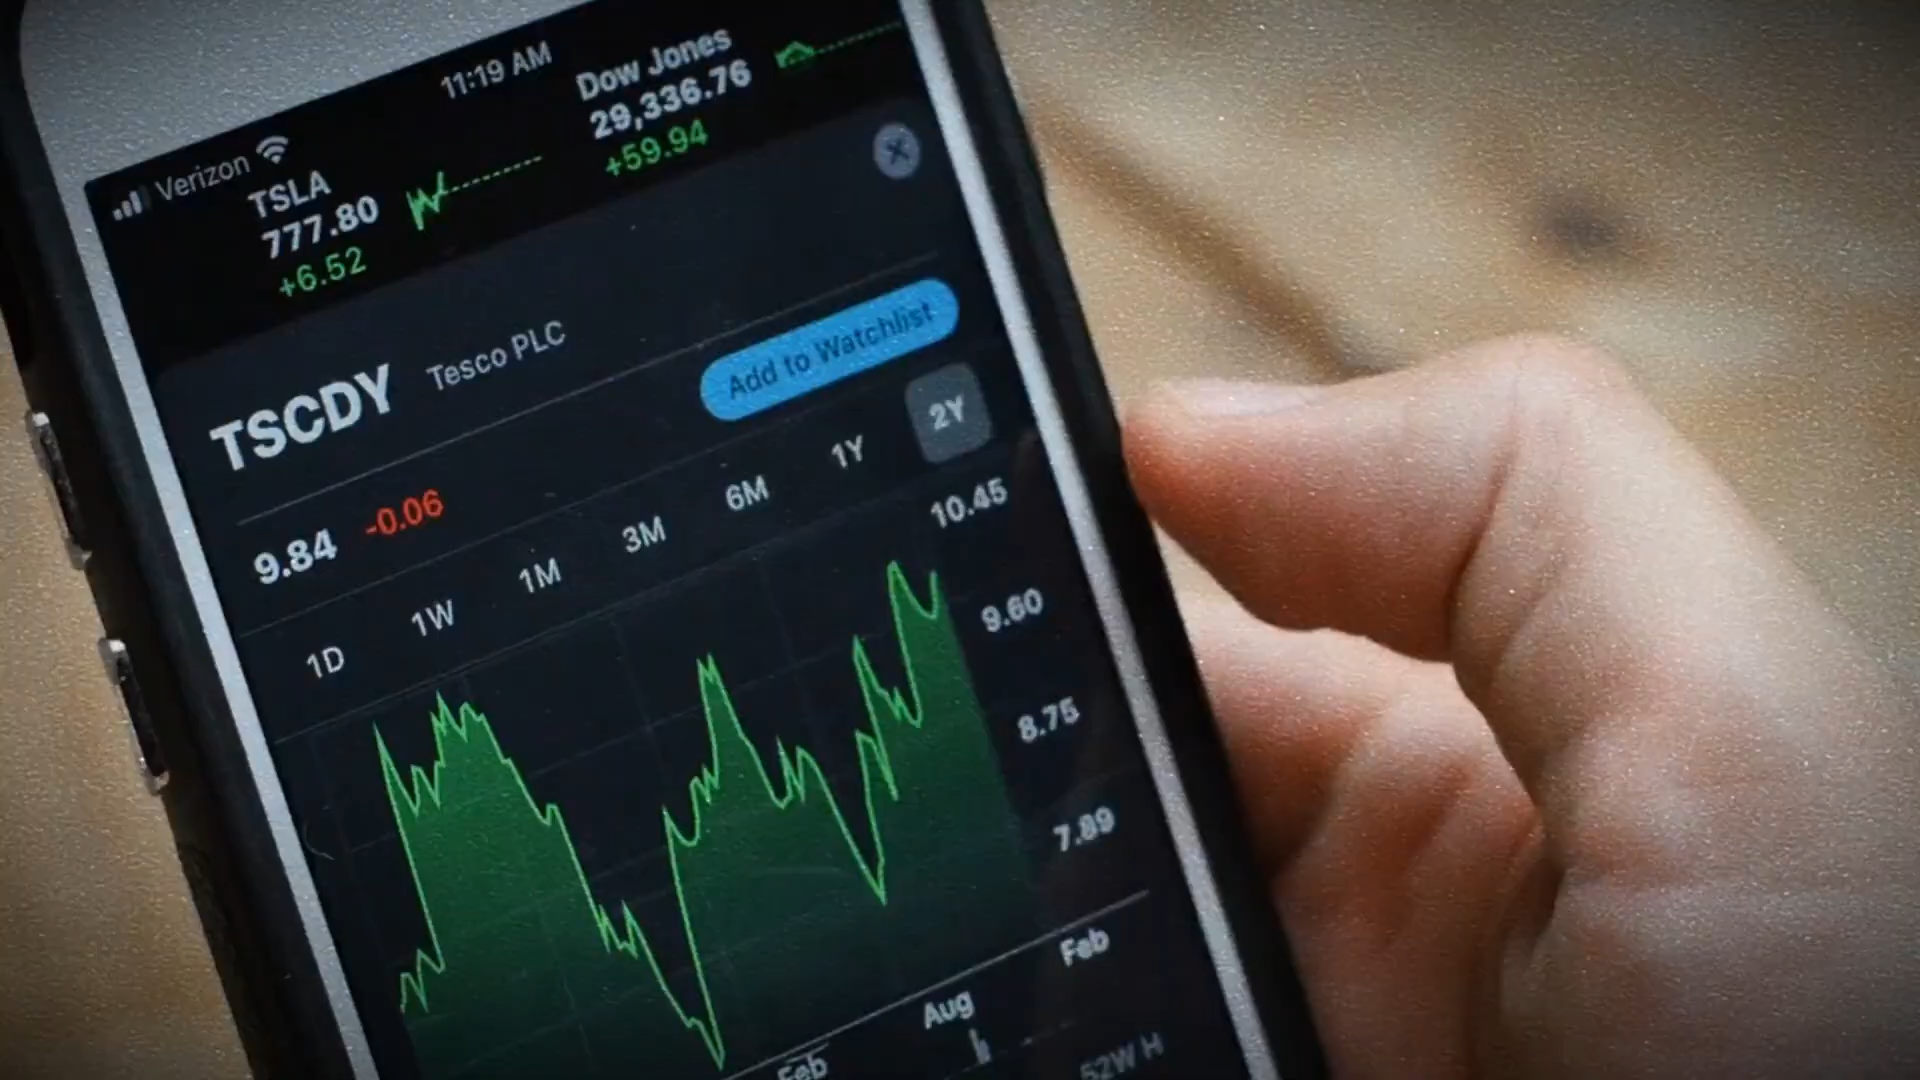 11:19 AM
Verizon
TSLA
777.80
+6.52
Dow Jones
29,336.76
+59.94
TSCDY Tesco PLC
Add to Watchlist
9.84 -0.06
1D 1W 1M 3M 6M 1Y 2Y
10.45
9.60
8.75
7.89
Feb Aug Feb
52W H